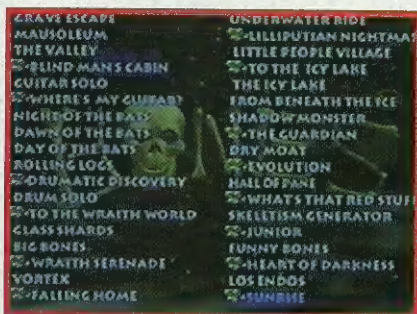 GRAVE ESCAPE
MAUSOLEUM
THE VALLEY
-BLIND MAN'S CABIN
GUITAR SOLO
-WHERE'S MY GUITAR?
NIGHT OF THE BATS
DAWN OF THE BATS
DAY OF THE BATS
ROLLING LOGS
-DRUMATIC DISCOVERY
DRUM SOLO
-TO THE WRAITH WORLD
GLASS SHARDS
BIG BONES
-WRAITH SERENADE
VORTEX
-FALLING HOME
UNDERWATER RIDE
-LILLIPUTIAN NIGHTMA
LITTLE PEOPLE VILLAGE
-TO THE ICY LAKE
THE ICY LAKE
FROM BENEATH THE ICE
SHADOW MONSTER
-THE GUARDIAN
DRY MOAT
-EVOLUTION
HALL OF PANE
-WHAT'S THAT RED STUFF
SKELETISM GENERATOR
-JUNIOR
FUNNY BONES
-HEART OF DARKNESS
LOS ENDOS
-SUNRISE